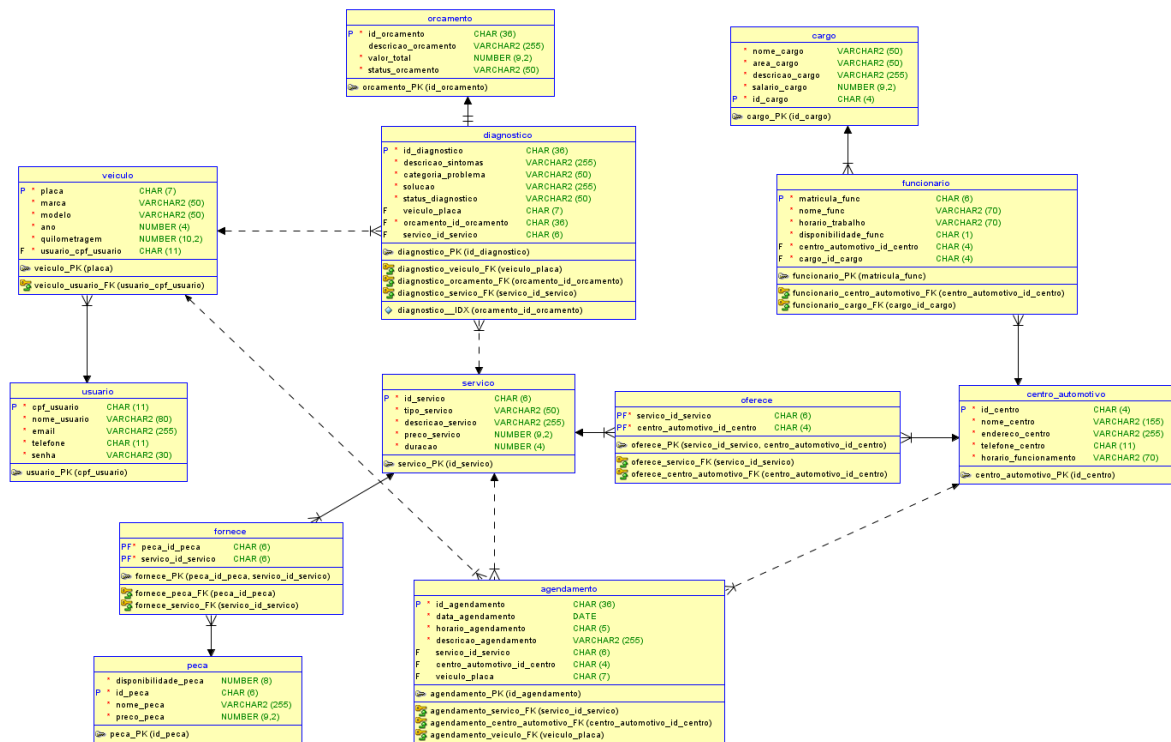 orcamento
P * id_orcamento CHAR (36)
descricao_orcamento VARCHAR2 (255)
* valor_total NUMBER (9,2)
* status_orcamento VARCHAR2 (50)
orcamento_PK (id_orcamento)
cargo
* nome_cargo VARCHAR2 (50)
* area_cargo VARCHAR2 (50)
* descricao_cargo VARCHAR2 (255)
* salario_cargo NUMBER (9,2)
P * id_cargo CHAR (4)
cargo_PK (id_cargo)
diagnostico
P * id_diagnostico CHAR (36)
* descricao_sintomas VARCHAR2 (255)
* categoria_problema VARCHAR2 (50)
* solucao VARCHAR2 (255)
* status_diagnostico VARCHAR2 (50)
F veiculo_placa CHAR (7)
F * orcamento_id_orcamento CHAR (36)
F servico_id_servico CHAR (6)
diagnostico_PK (id_diagnostico)
diagnostico_veiculo_FK (veiculo_placa)
diagnostico_orcamento_FK (orcamento_id_orcamento)
diagnostico_servico_FK (servico_id_servico)
diagnostico__IDX (orcamento_id_orcamento)
veiculo
P * placa CHAR (7)
* marca VARCHAR2 (50)
* modelo VARCHAR2 (50)
* ano NUMBER (4)
* quilometragem NUMBER (10,2)
F * usuario_cpf_usuario CHAR (11)
veiculo_PK (placa)
veiculo_usuario_FK (usuario_cpf_usuario)
funcionario
P * matricula_func CHAR (6)
* nome_func VARCHAR2 (70)
* horario_trabalho VARCHAR2 (70)
* disponibilidade_func CHAR (1)
F * centro_automotivo_id_centro CHAR (4)
F * cargo_id_cargo CHAR (4)
funcionario_PK (matricula_func)
funcionario_centro_automotivo_FK (centro_automotivo_id_centro)
funcionario_cargo_FK (cargo_id_cargo)
usuario
P * cpf_usuario CHAR (11)
* nome_usuario VARCHAR2 (80)
* email VARCHAR2 (255)
* telefone CHAR (11)
* senha VARCHAR2 (30)
usuario_PK (cpf_usuario)
servico
P * id_servico CHAR (6)
* tipo_servico VARCHAR2 (50)
* descricao_servico VARCHAR2 (255)
* preco_servico NUMBER (9,2)
* duracao NUMBER (4)
servico_PK (id_servico)
oferece
PF* servico_id_servico CHAR (6)
PF* centro_automotivo_id_centro CHAR (4)
oferece_PK (servico_id_servico, centro_automotivo_id_centro)
oferece_servico_FK (servico_id_servico)
oferece_centro_automotivo_FK (centro_automotivo_id_centro)
centro_automotivo
P * id_centro CHAR (4)
* nome_centro VARCHAR2 (155)
* endereco_centro VARCHAR2 (255)
* telefone_centro CHAR (11)
* horario_funcionamento VARCHAR2 (70)
centro_automotivo_PK (id_centro)
fornece
PF* peca_id_peca CHAR (6)
PF* servico_id_servico CHAR (6)
fornece_PK (peca_id_peca, servico_id_servico)
fornece_peca_FK (peca_id_peca)
fornece_servico_FK (servico_id_servico)
agendamento
P * id_agendamento CHAR (36)
* data_agendamento DATE
* horario_agendamento CHAR (5)
* descricao_agendamento VARCHAR2 (255)
F servico_id_servico CHAR (6)
F centro_automotivo_id_centro CHAR (4)
F veiculo_placa CHAR (7)
agendamento_PK (id_agendamento)
agendamento_servico_FK (servico_id_servico)
agendamento_centro_automotivo_FK (centro_automotivo_id_centro)
agendamento_veiculo_FK (veiculo_placa)
peca
* disponibilidade_peca NUMBER (8)
P * id_peca CHAR (6)
* nome_peca VARCHAR2 (255)
* preco_peca NUMBER (9,2)
peca_PK (id_peca)